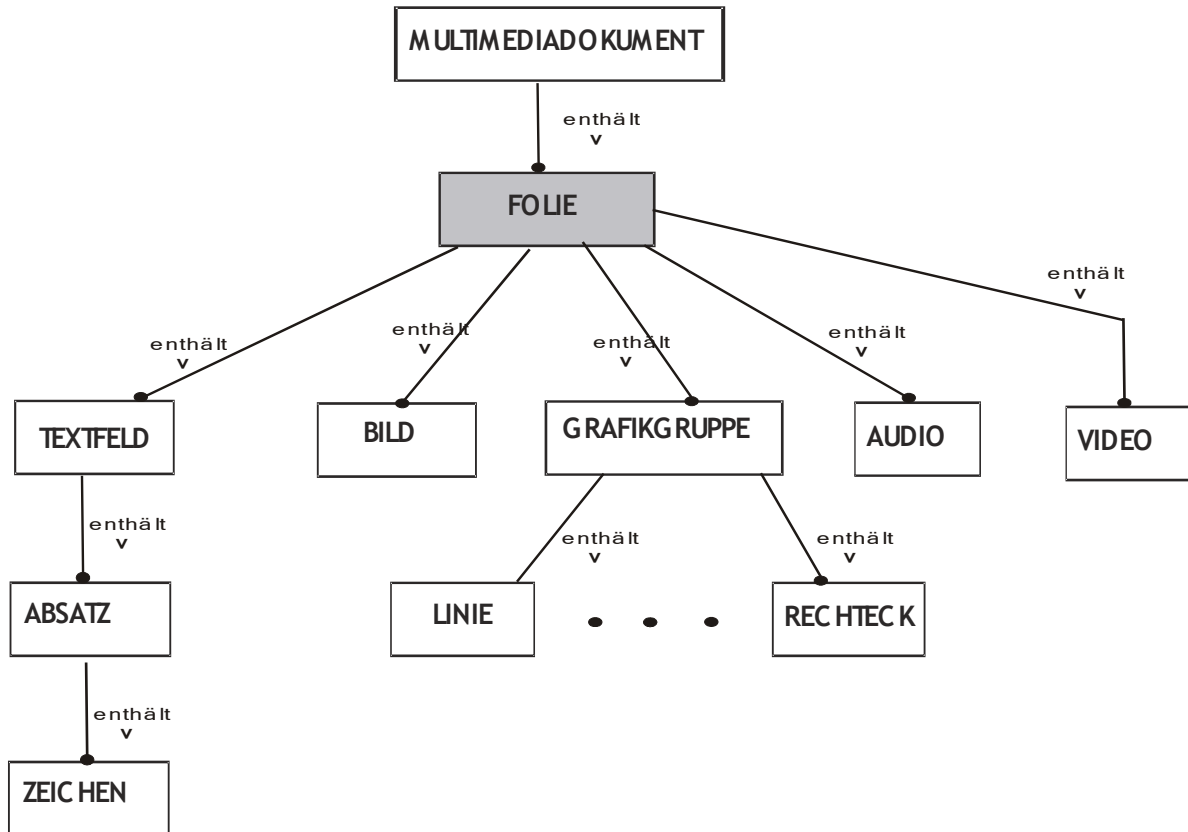 MULTIMEDIADOKUMENT
enthält
v
FOLIE
enthält
v
enthält
v
enthält
v
enthält
v
enthält
v
TEXTFELD
BILD
GRAFIKGRUPPE
AUDIO
VIDEO
enthält
v
enthält
v
enthält
v
ABSATZ
LINIE
RECHTECK
enthält
v
ZEICHEN